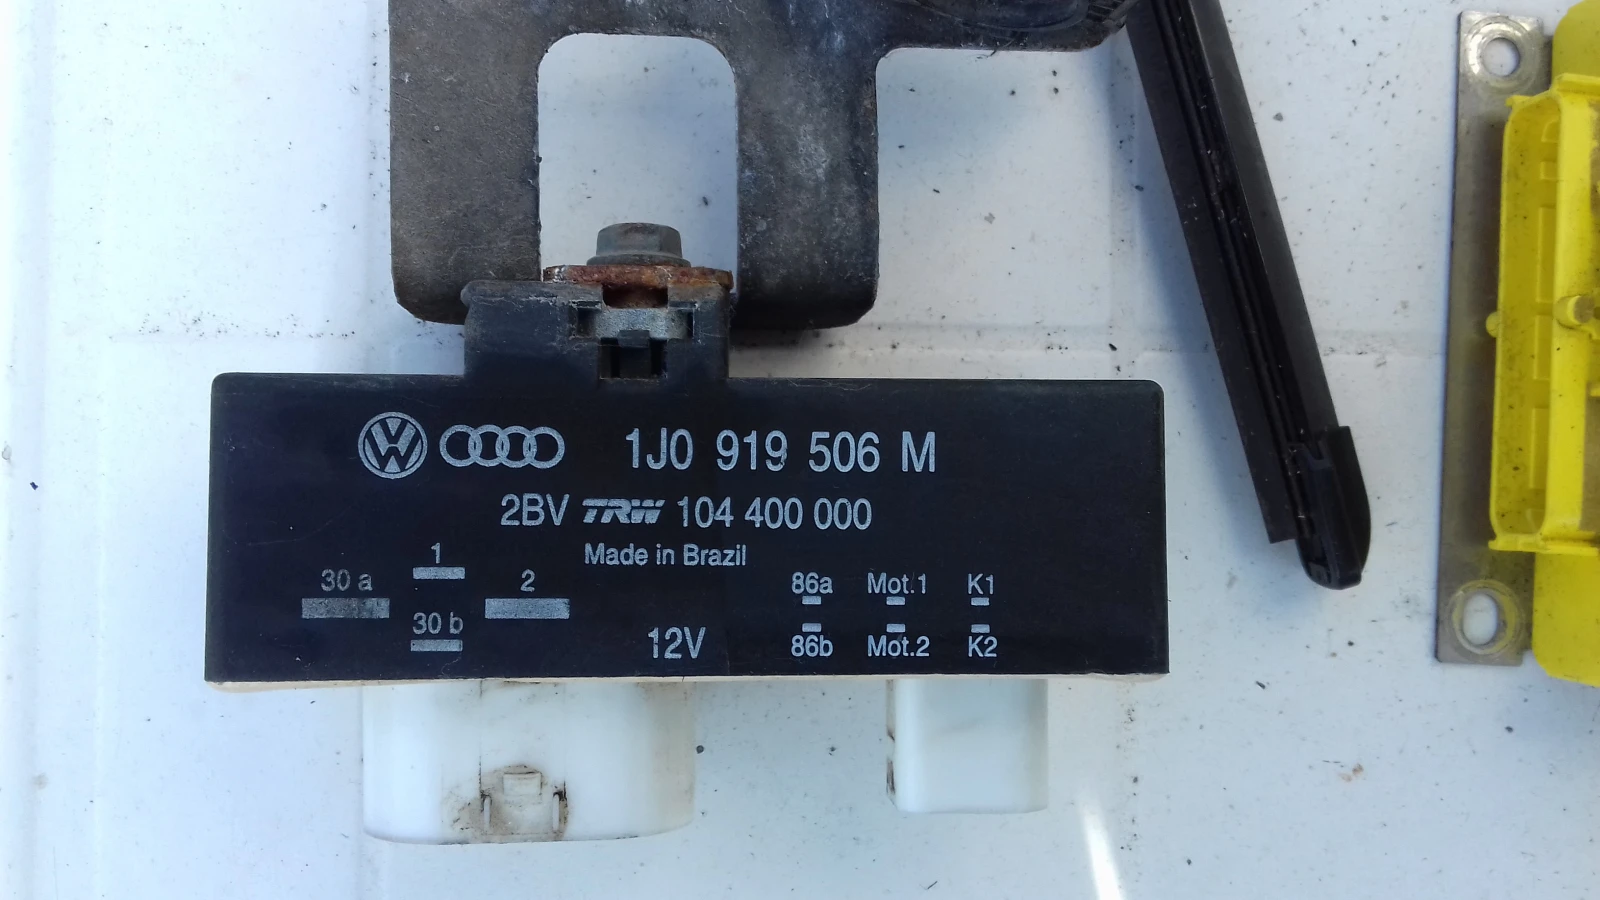 1J0 919 506 M
2BV TRW 104 400 000
Made in Brazil
30 a
1
2
30 b
12V
86a Mot.1 K1
86b Mot.2 K2